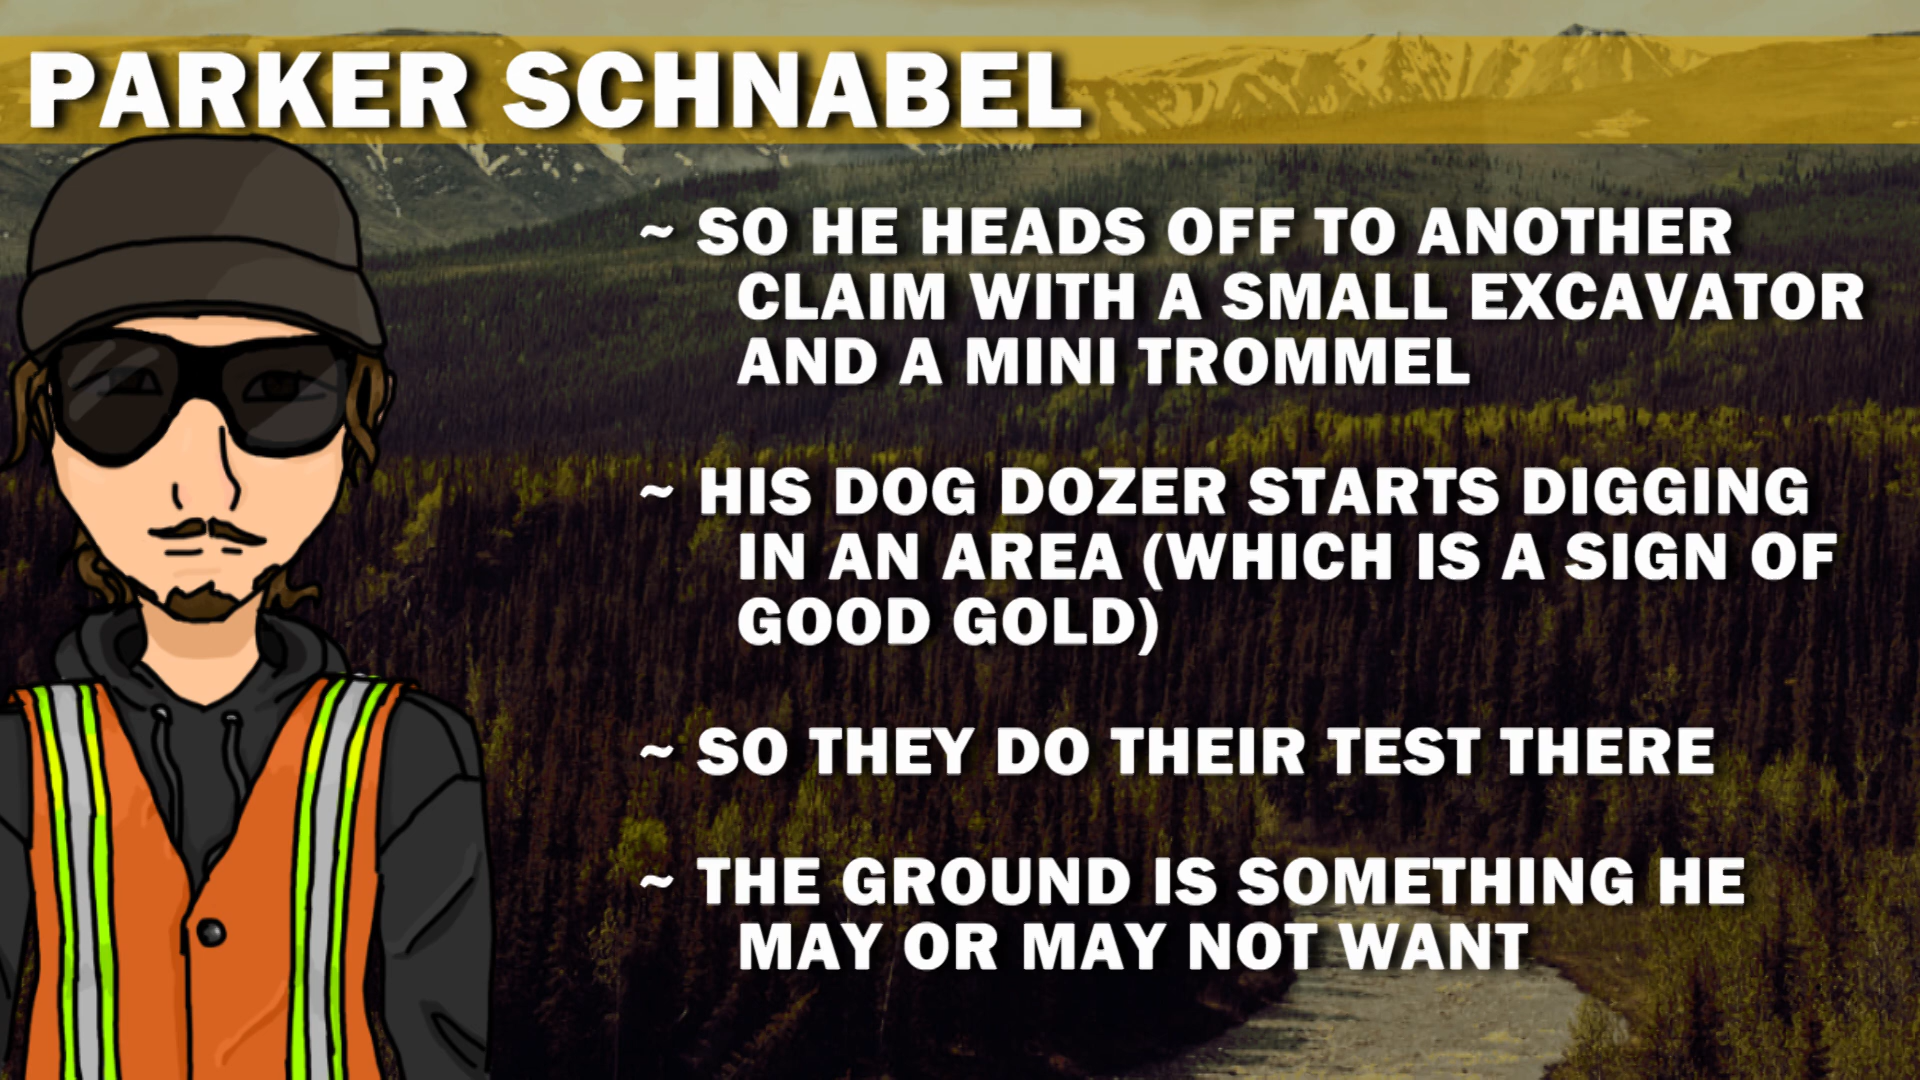 PARKER SCHNABEL
~ SO HE HEADS OFF TO ANOTHER
CLAIM WITH A SMALL EXCAVATOR
AND A MINI TROMMEL
~ HIS DOG DOZER STARTS DIGGING
IN AN AREA (WHICH IS A SIGN OF
GOOD GOLD)
~ SO THEY DO THEIR TEST THERE
~ THE GROUND IS SOMETHING HE
MAY OR MAY NOT WANT